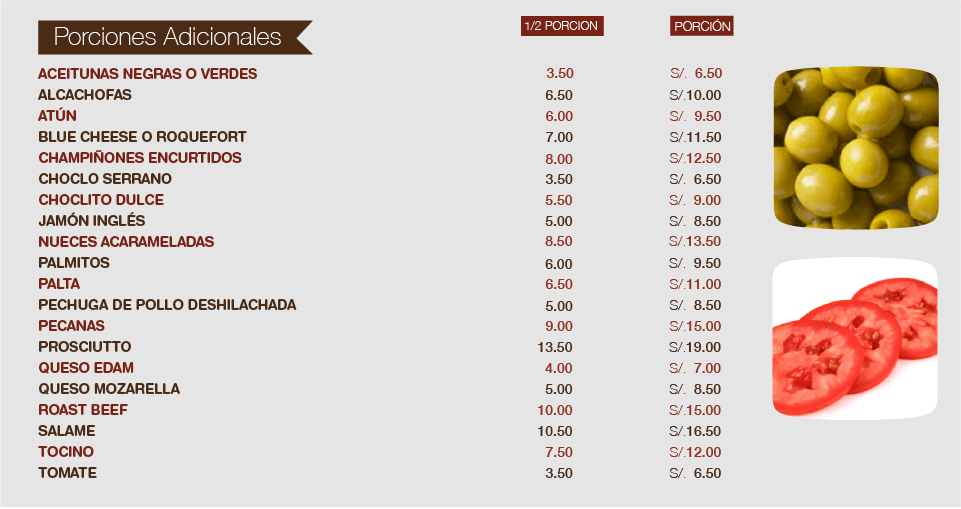 Porciones Adicionales 1/2 PORCION PORCIÓN
ACEITUNAS NEGRAS O VERDES 3.50 S/. 6.50
ALCACHOFAS 6.50 S/.10.00
ATÚN 6.00 S/. 9.50
BLUE CHEESE O ROQUEFORT 7.00 S/.11.50
CHAMPIÑONES ENCURTIDOS 8.00 S/.12.50
CHOCLO SERRANO 3.50 S/. 6.50
CHOCLITO DULCE 5.50 S/. 9.00
JAMÓN INGLÉS 5.00 S/. 8.50
NUECES ACARAMELADAS 8.50 S/.13.50
PALMITOS 6.00 S/. 9.50
PALTA 6.50 S/.11.00
PECHUGA DE POLLO DESHILACHADA 5.00 S/. 8.50
PECANAS 9.00 S/.15.00
PROSCIUTTO 13.50 S/.19.00
QUESO EDAM 4.00 S/. 7.00
QUESO MOZARELLA 5.00 S/. 8.50
ROAST BEEF 10.00 S/.15.00
SALAME 10.50 S/.16.50
TOCINO 7.50 S/.12.00
TOMATE 3.50 S/. 6.50